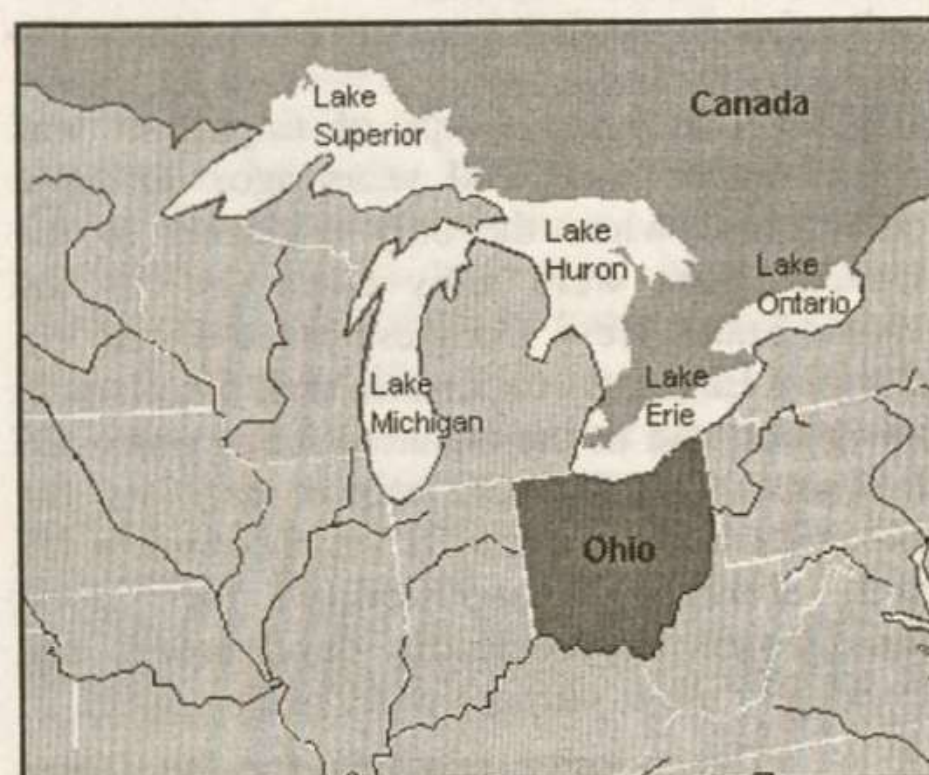 Lake
Superior
Canada
Lake
Huron
Lake
Ontario
Lake
Michigan
Lake
Erie
Ohio